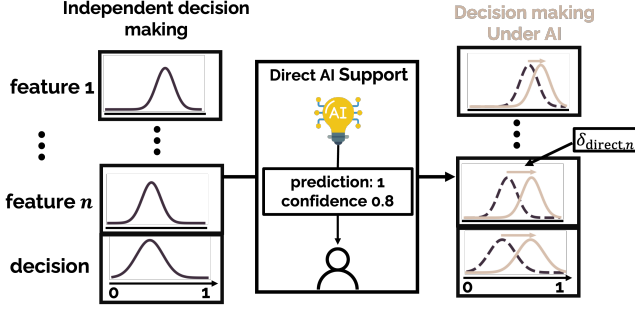 Independent decision
making
Decision making
Under AI
feature 1
Direct AI Support
AI
δdirect,n
prediction: 1
confidence 0.8
feature n
decision
0 1
0 1